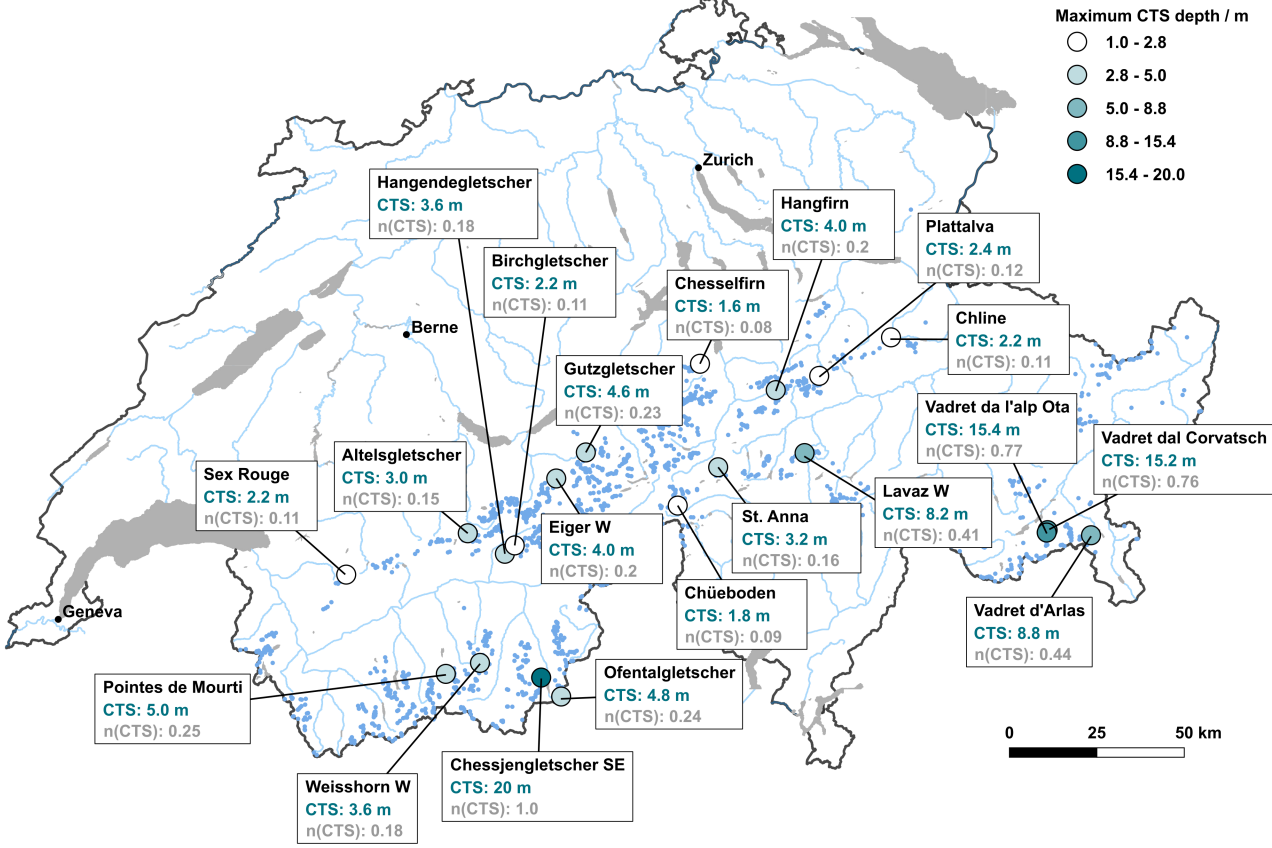 Maximum CTS depth / m
1.0 - 2.8
2.8 - 5.0
5.0 - 8.8
8.8 - 15.4
15.4 - 20.0
Zurich
Hangendegletscher
CTS: 3.6 m
n(CTS): 0.18
Hangfirn
CTS: 4.0 m
n(CTS): 0.2
Plattalva
CTS: 2.4 m
n(CTS): 0.12
Birchgletscher
CTS: 2.2 m
n(CTS): 0.11
Chesselfirn
CTS: 1.6 m
n(CTS): 0.08
Chline
CTS: 2.2 m
n(CTS): 0.11
Berne
Gutzgletscher
CTS: 4.6 m
n(CTS): 0.23
Vadret da l'alp Ota
CTS: 15.4 m
n(CTS): 0.77
Vadret dal Corvatsch
CTS: 15.2 m
n(CTS): 0.76
Altelsgletscher
CTS: 3.0 m
n(CTS): 0.15
Sex Rouge
CTS: 2.2 m
n(CTS): 0.11
Lavaz W
CTS: 8.2 m
n(CTS): 0.41
St. Anna
CTS: 3.2 m
n(CTS): 0.16
Eiger W
CTS: 4.0 m
n(CTS): 0.2
Chüeboden
CTS: 1.8 m
n(CTS): 0.09
Vadret d'Arlas
CTS: 8.8 m
n(CTS): 0.44
Geneva
Ofentalgletscher
CTS: 4.8 m
n(CTS): 0.24
Pointes de Mourti
CTS: 5.0 m
n(CTS): 0.25
0 25 50 km
Chessjengletscher SE
CTS: 20 m
n(CTS): 1.0
Weisshorn W
CTS: 3.6 m
n(CTS): 0.18